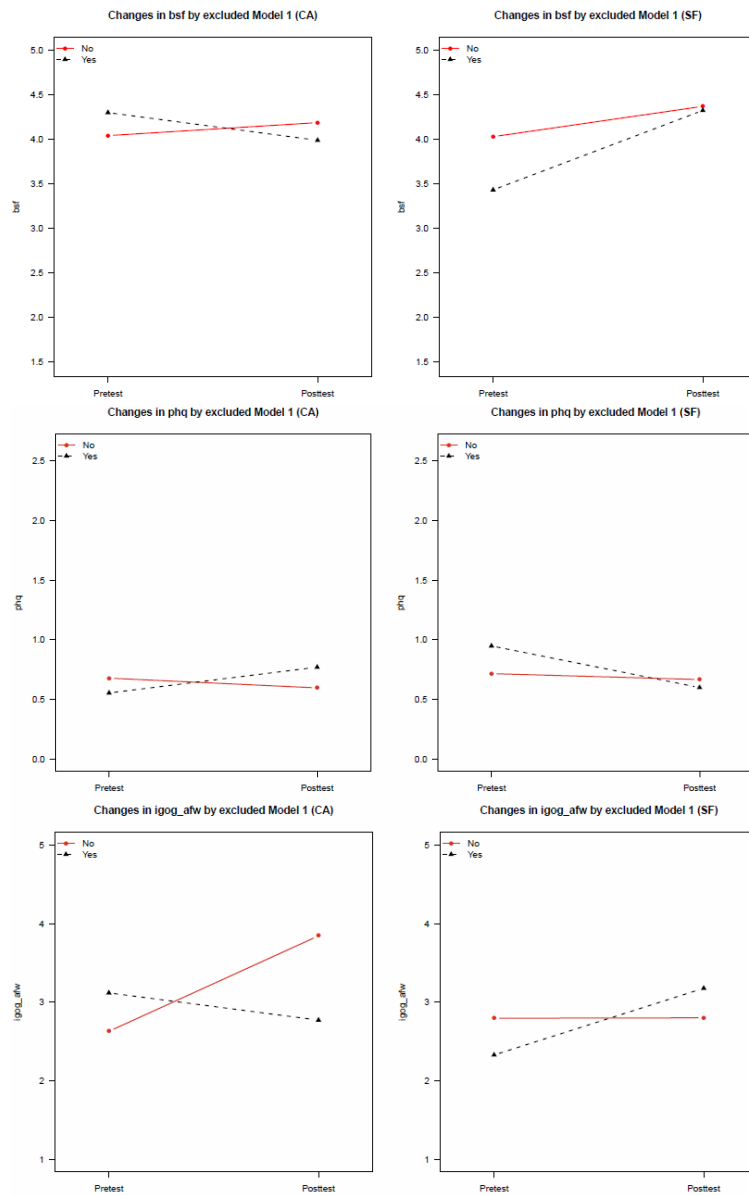 Changes in bsf by excluded Model 1 (CA)
No
Yes
5.0
4.5
4.0
3.5
3.0
2.5
2.0
1.5
bsf
Pretest
Posttest
Changes in bsf by excluded Model 1 (SF)
No
Yes
5.0
4.5
4.0
3.5
3.0
2.5
2.0
1.5
bsf
Pretest
Posttest
Changes in phq by excluded Model 1 (CA)
No
Yes
2.5
2.0
1.5
1.0
0.5
0.0
phq
Pretest
Posttest
Changes in phq by excluded Model 1 (SF)
No
Yes
2.5
2.0
1.5
1.0
0.5
0.0
phq
Pretest
Posttest
Changes in igog_afw by excluded Model 1 (CA)
No
Yes
5
4
3
2
1
igog_afw
Pretest
Posttest
Changes in igog_afw by excluded Model 1 (SF)
No
Yes
5
4
3
2
1
igog_afw
Pretest
Posttest